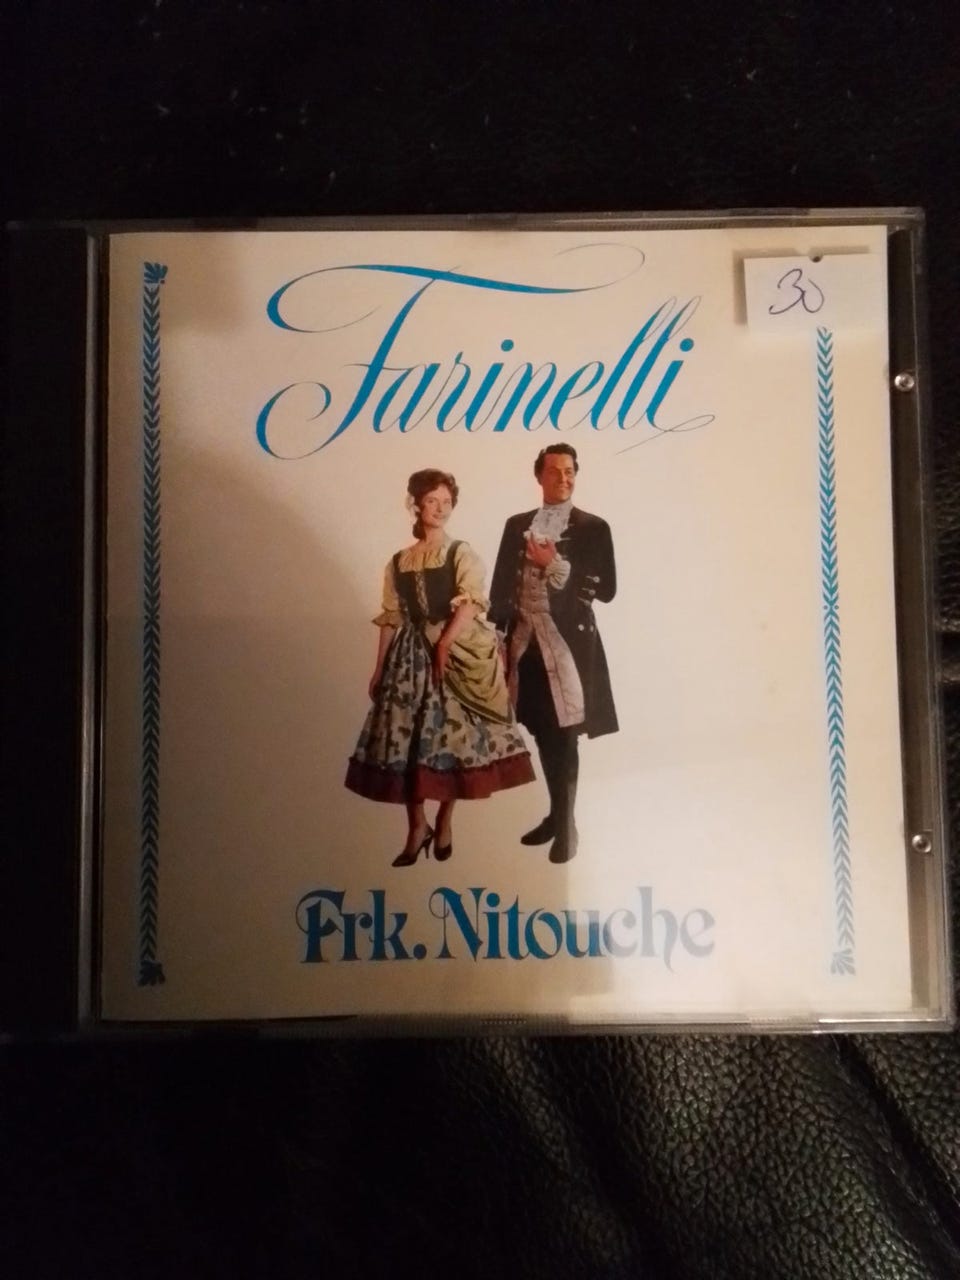 Farinelli
30
Frk. Nitouche